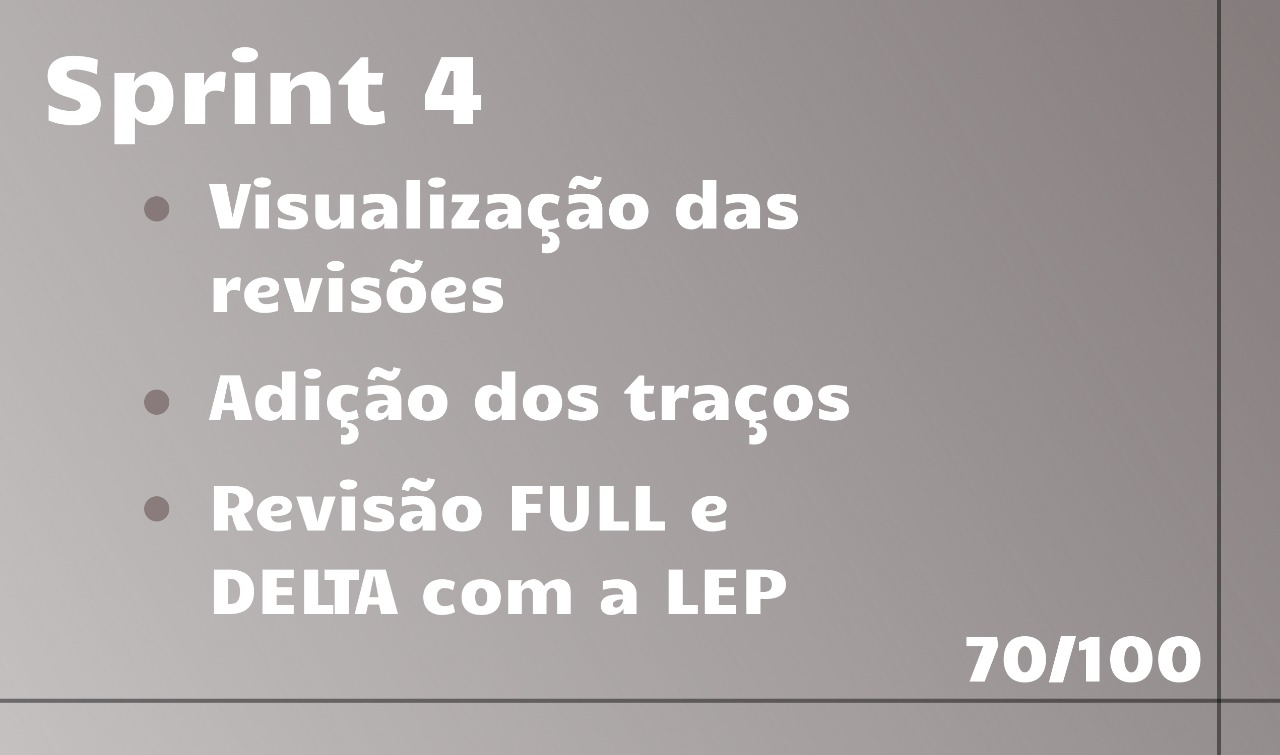 Sprint 4
Visualização das
revisões
Adição dos traços
Revisão FULL e
DELTA com a LEP
70/100